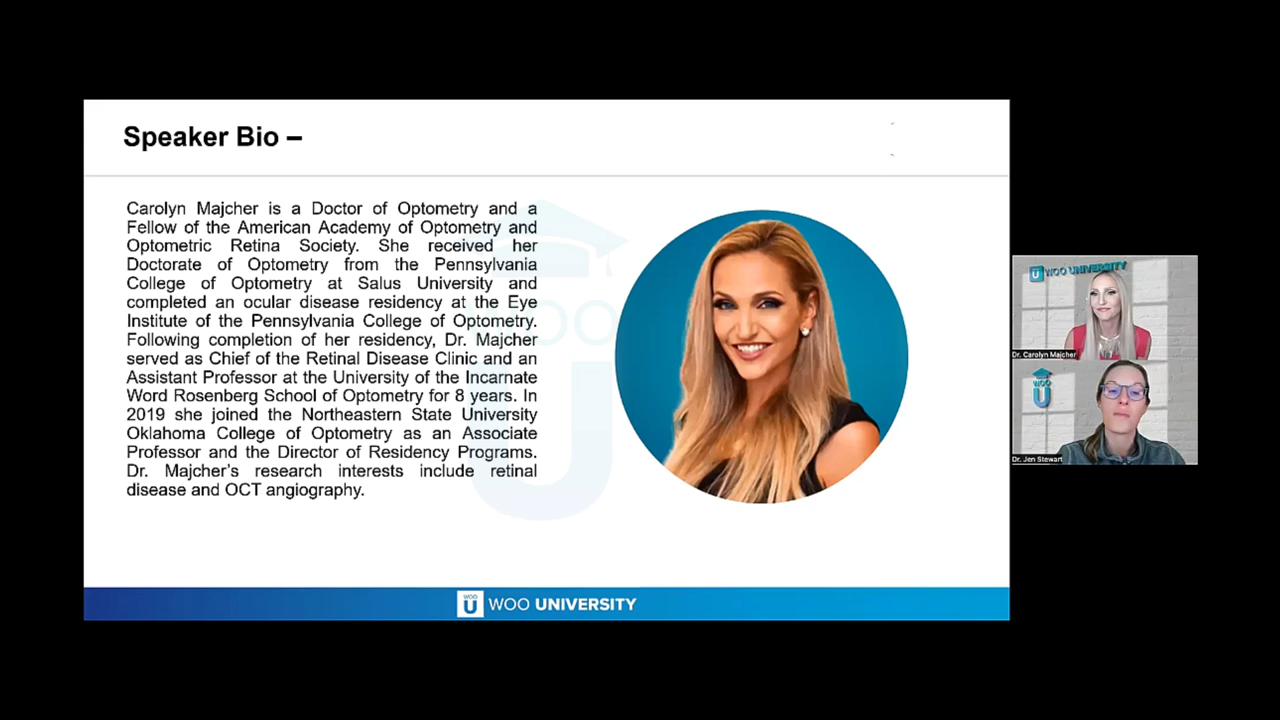 Speaker Bio –
Carolyn Majcher is a Doctor of Optometry and a
Fellow of the American Academy of Optometry and
Optometric Retina Society. She received her
Doctorate of Optometry from the Pennsylvania
College of Optometry at Salus University and
completed an ocular disease residency at the Eye
Institute of the Pennsylvania College of Optometry.
Following completion of her residency, Dr. Majcher
served as Chief of the Retinal Disease Clinic and an
Assistant Professor at the University of the Incarnate
Word Rosenberg School of Optometry for 8 years. In
2019 she joined the Northeastern State University
Oklahoma College of Optometry as an Associate
Professor and the Director of Residency Programs.
Dr. Majcher’s research interests include retinal
disease and OCT angiography.
WOO
U
WOO
U
WOO UNIVERSITY
U WOO UNIVERSITY
Dr. Carolyn Majcher
WOO
U
Dr. Jen Stewart